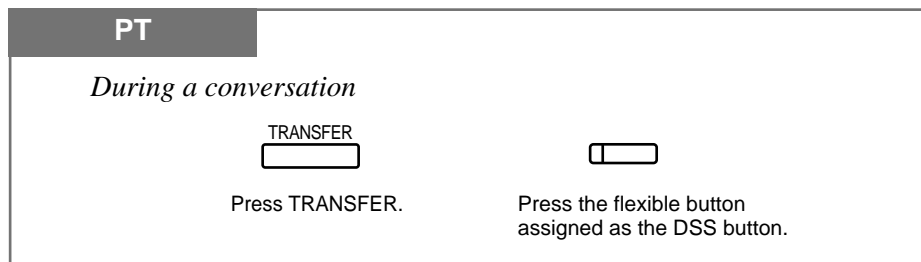 PT
During a conversation
TRANSFER
Press TRANSFER.
Press the flexible button
assigned as the DSS button.